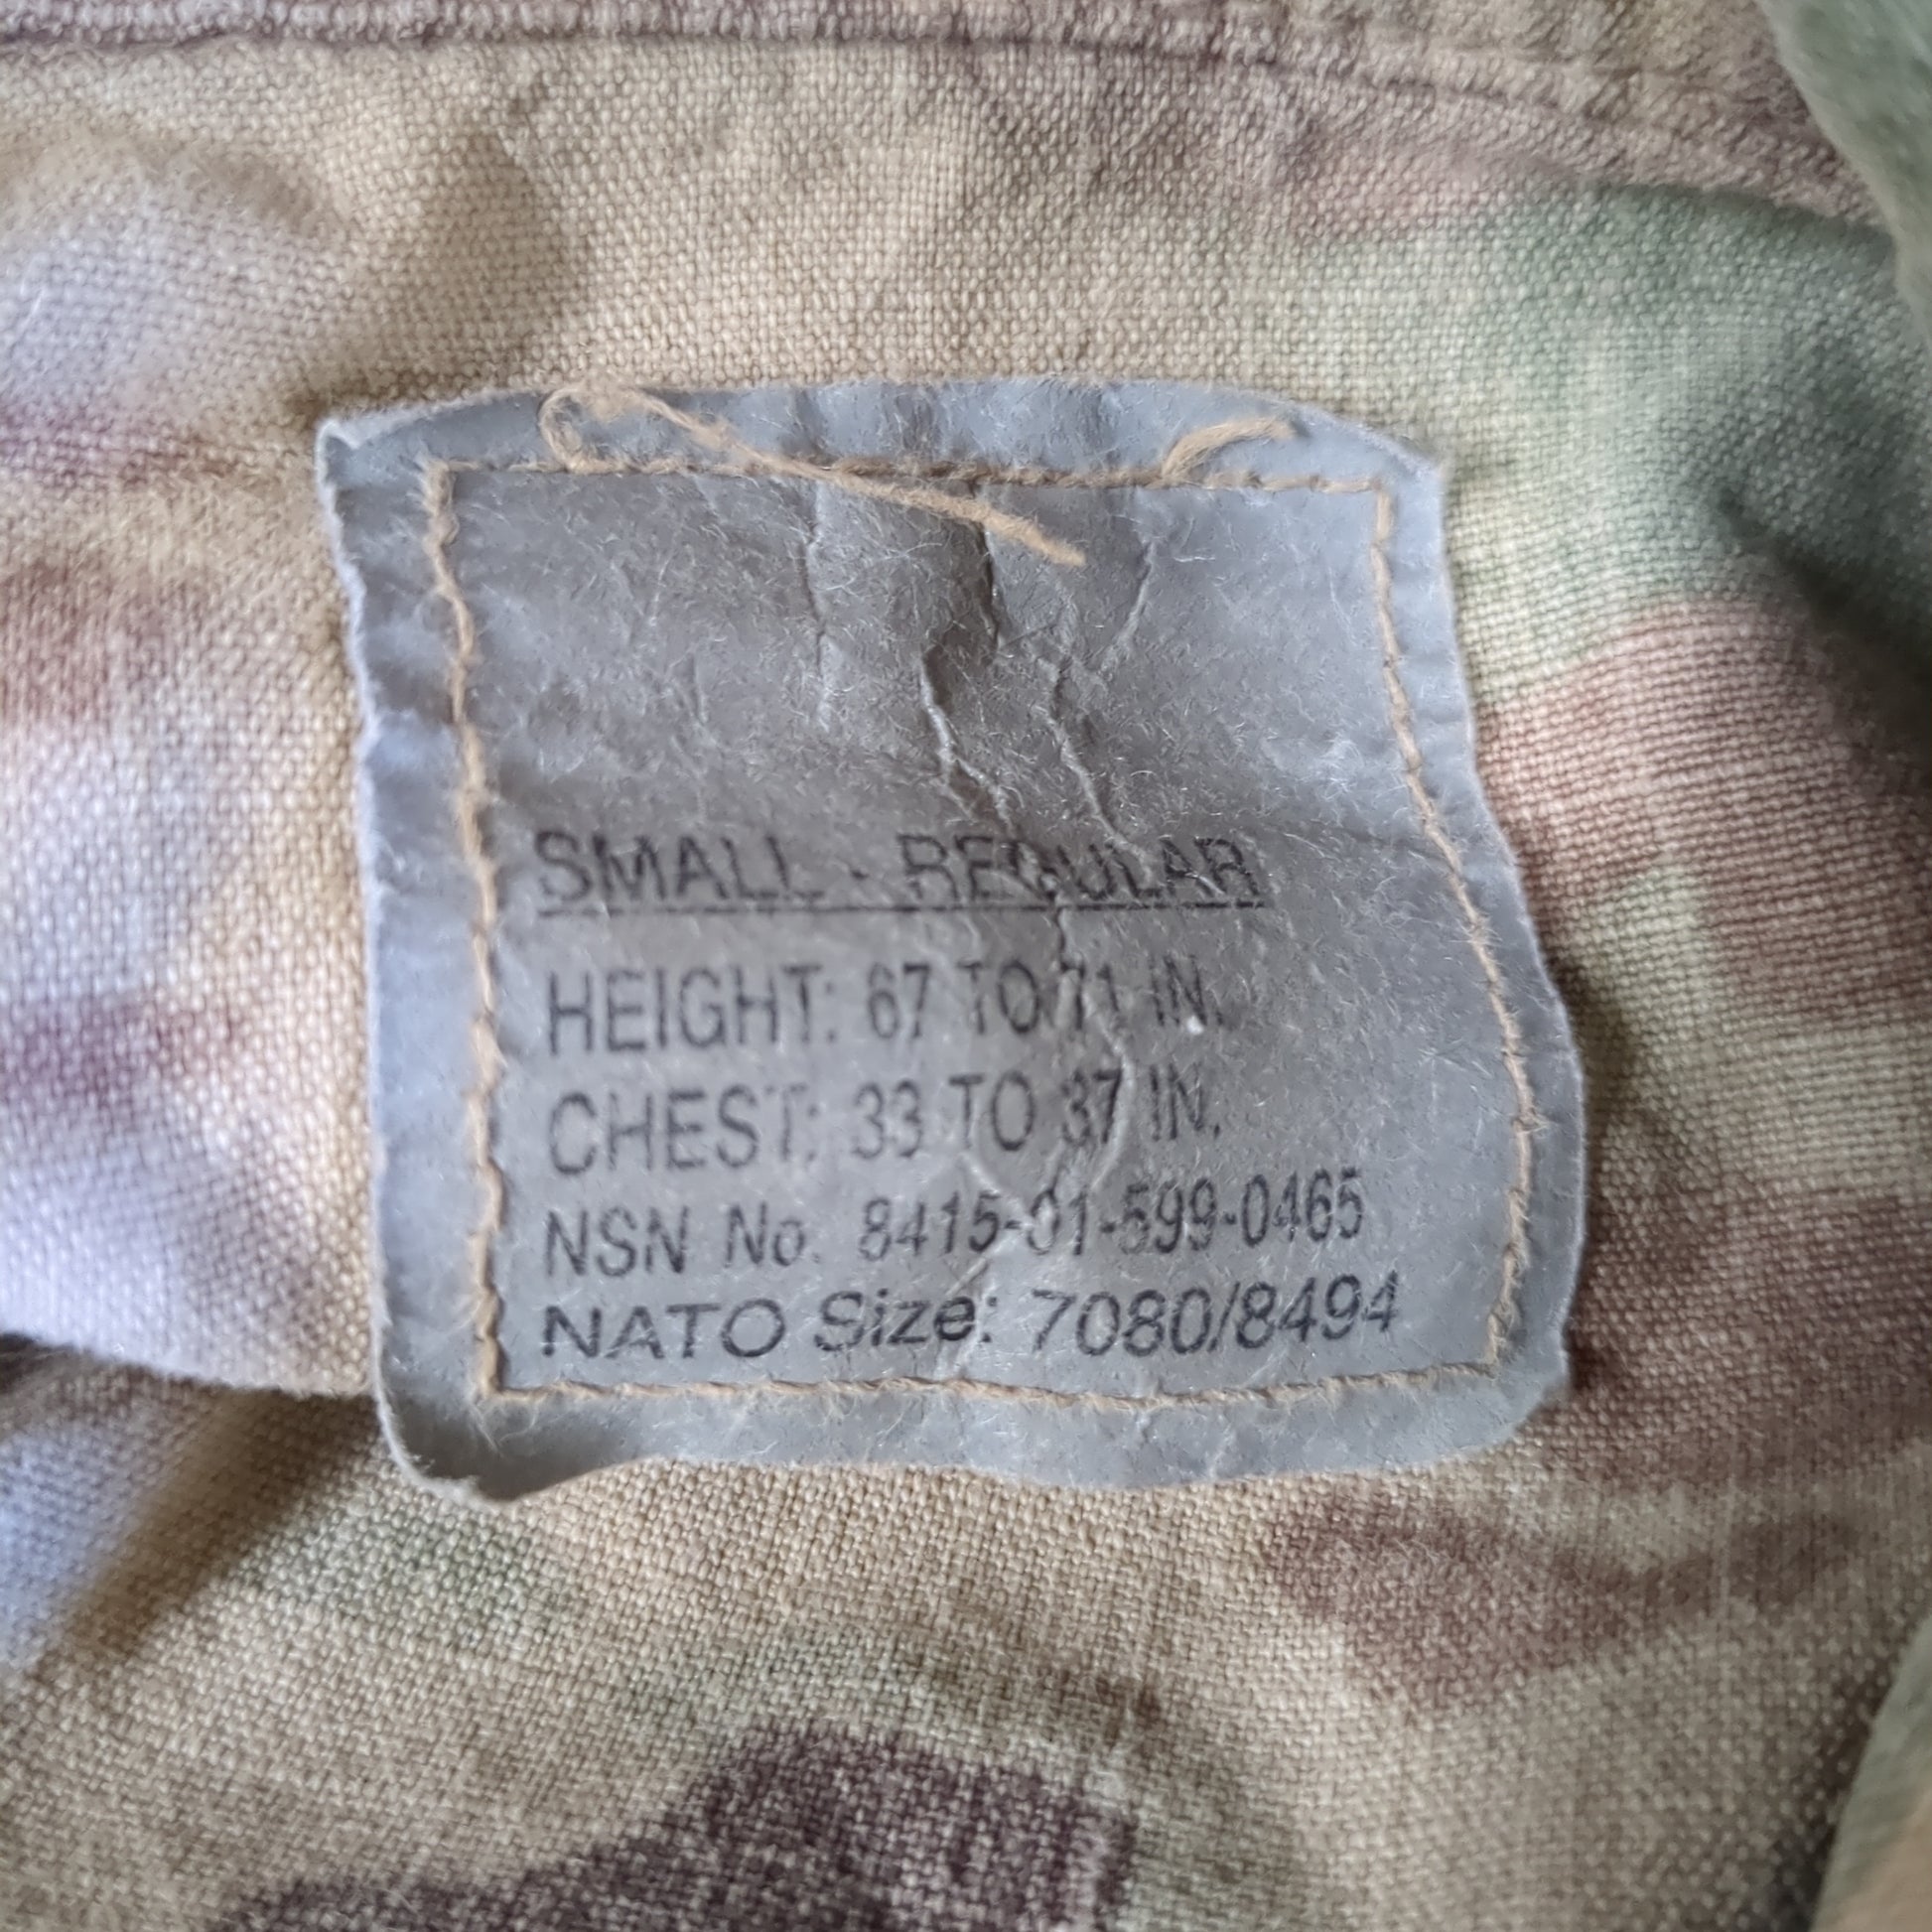 SMALL - REGULAR
HEIGHT: 67 TO 71 IN.
CHEST: 33 TO 37 IN.
NSN No. 8415-01-599-0465
NATO Size: 7080/8494